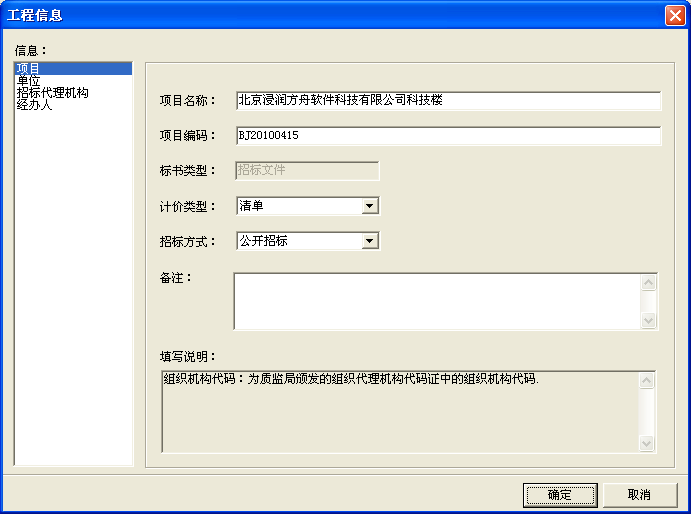 工程信息
信息：
项目
单位
招标代理机构
经办人
项目名称： 北京浸润方舟软件科技有限公司科技楼
项目编码： BJ20100415
标书类型： 招标文件
计价类型： 清单
招标方式： 公开招标
备注：
填写说明：
组织机构代码：为质监局颁发的组织代理机构代码证中的组织机构代码.
确定 取消